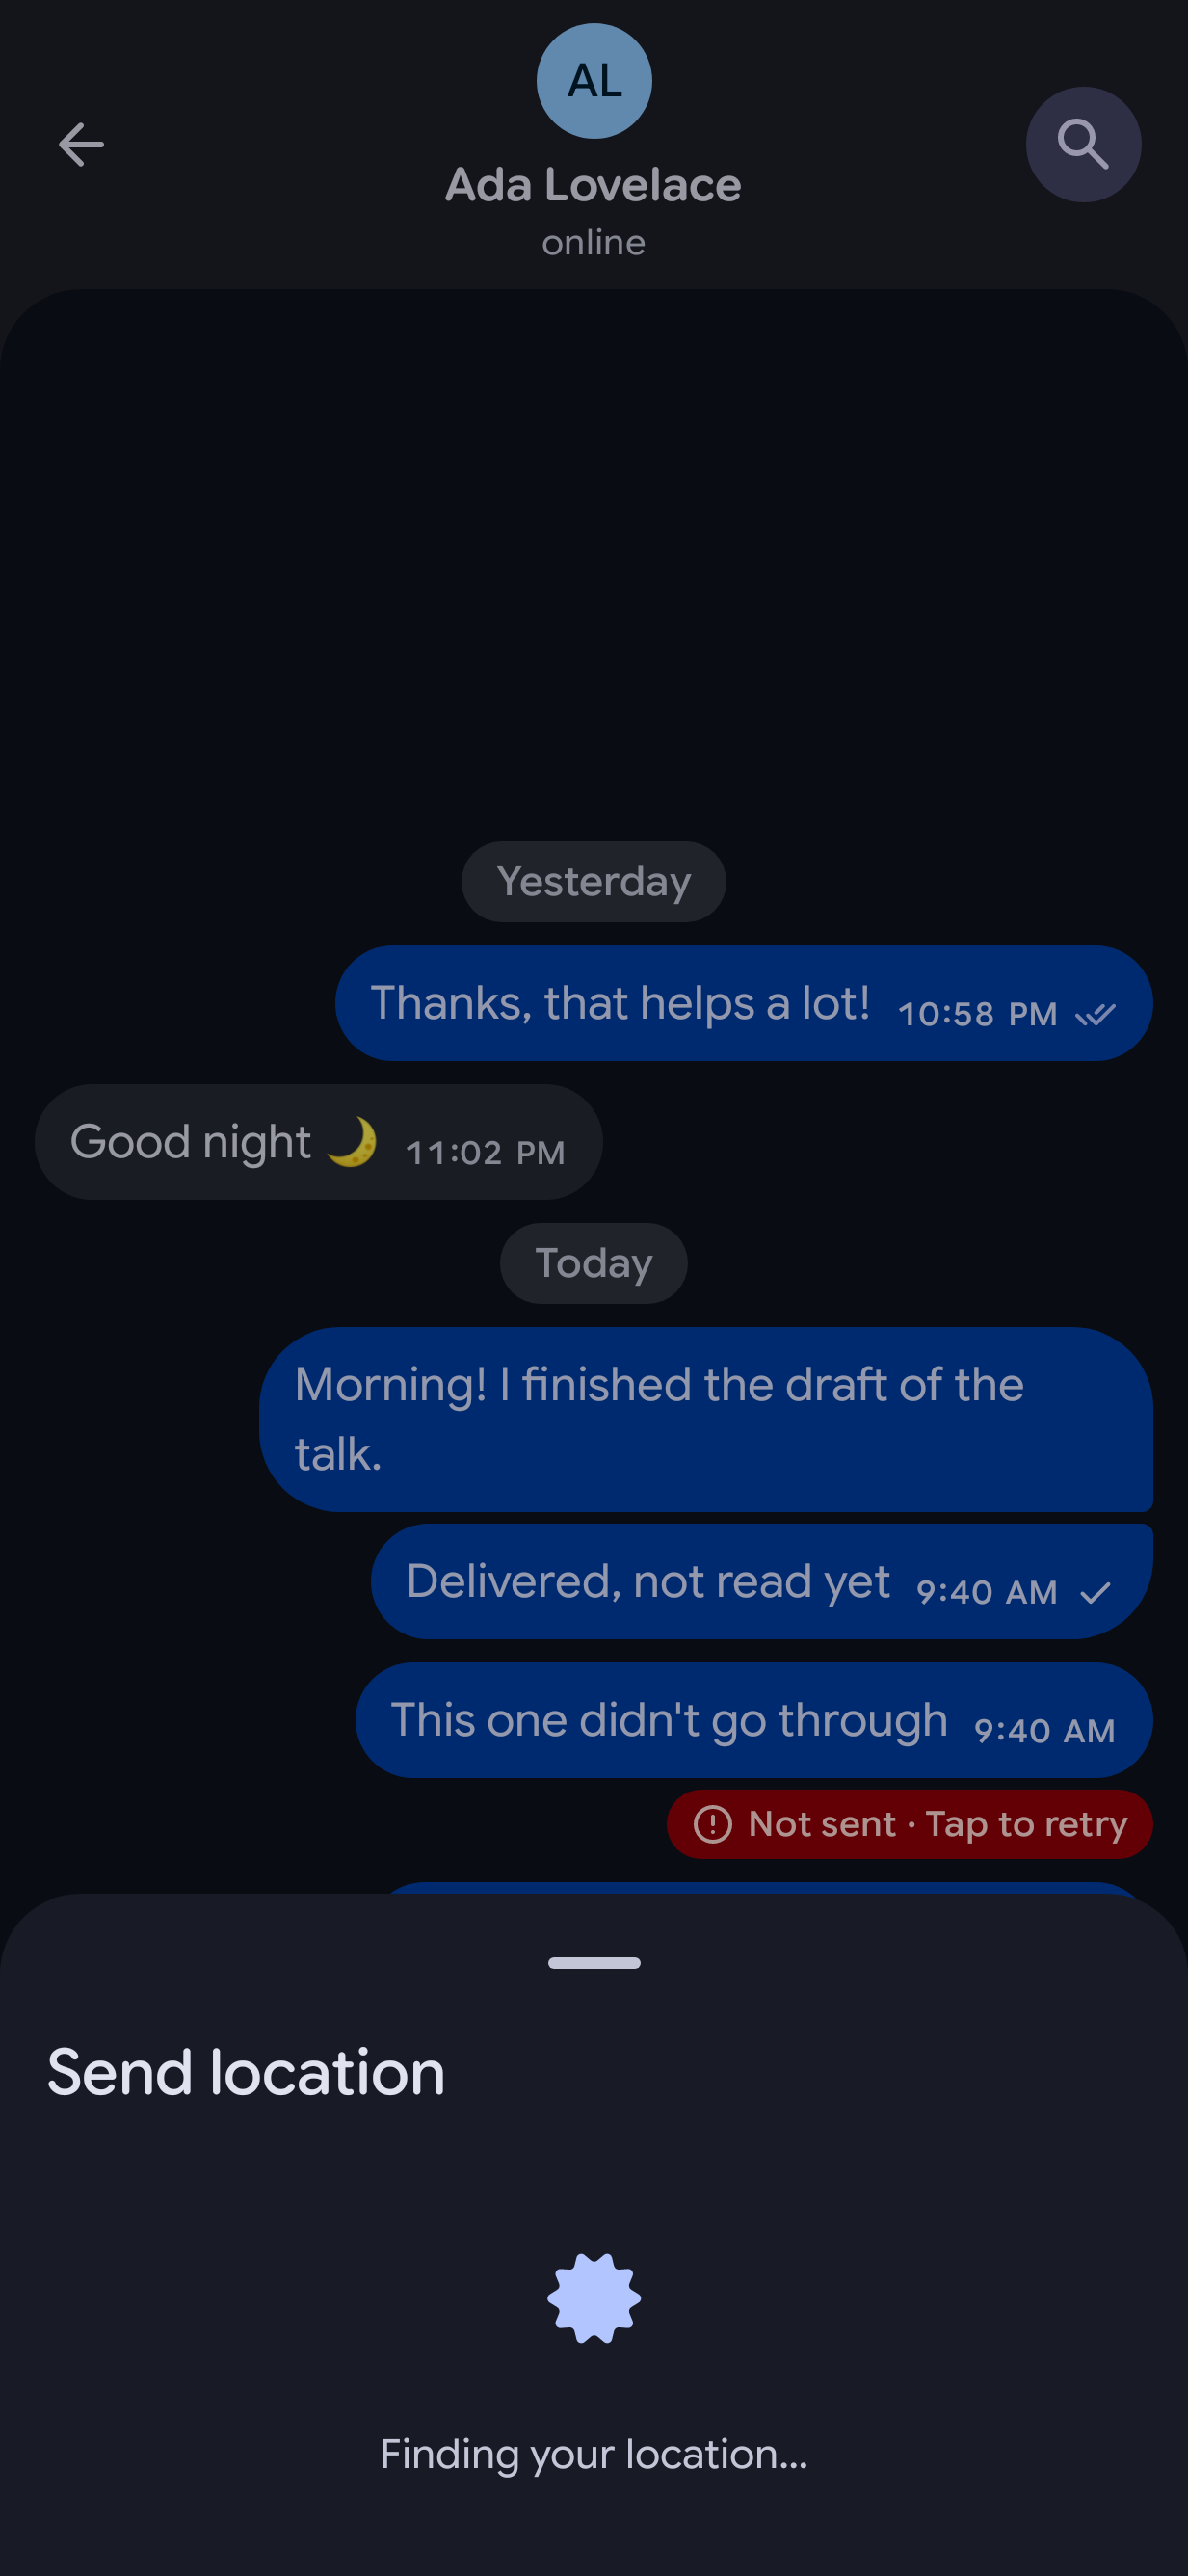 AL
Ada Lovelace
online
Yesterday
Thanks, that helps a lot! 10:58 PM
Good night 🌙 11:02 PM
Today
Morning! I finished the draft of the
talk.
Delivered, not read yet 9:40 AM
This one didn't go through 9:40 AM
Not sent · Tap to retry
Send location
Finding your location...